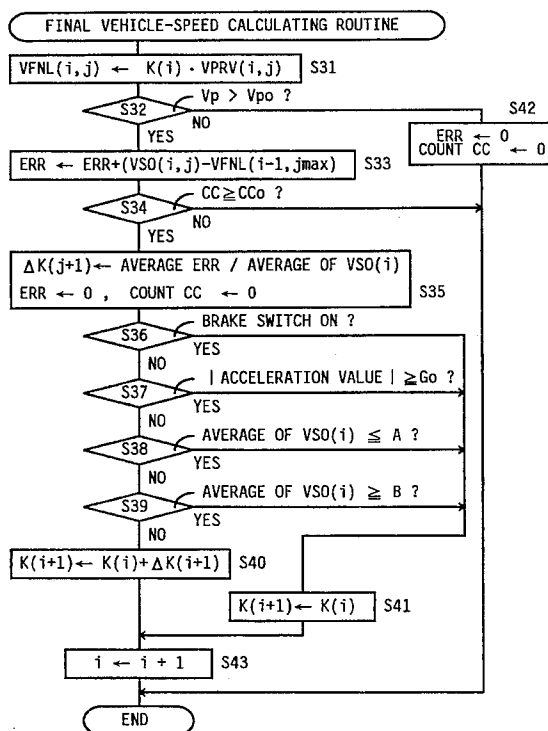 FINAL VEHICLE-SPEED CALCULATING ROUTINE
VFNL(i,j) ← K(i) · VPRV(i,j) S31
S32 Vp > Vpo ?
YES NO
S42
ERR ← 0
COUNT CC ← 0
ERR ← ERR+(VSO(i,j)-VFNL(i-1,jmax) S33
S34 CC≧CCo ?
YES NO
ΔK(j+1)← AVERAGE ERR / AVERAGE OF VSO(i)
ERR ← 0 , COUNT CC ← 0
S35
S36 BRAKE SWITCH ON ?
NO YES
S37 | ACCELERATION VALUE | ≧Go ?
NO YES
S38 AVERAGE OF VSO(i) ≦ A ?
NO YES
S39 AVERAGE OF VSO(i) ≧ B ?
NO YES
K(i+1)← K(i)+ΔK(i+1) S40
K(i+1)← K(i) S41
i ← i + 1 S43
END